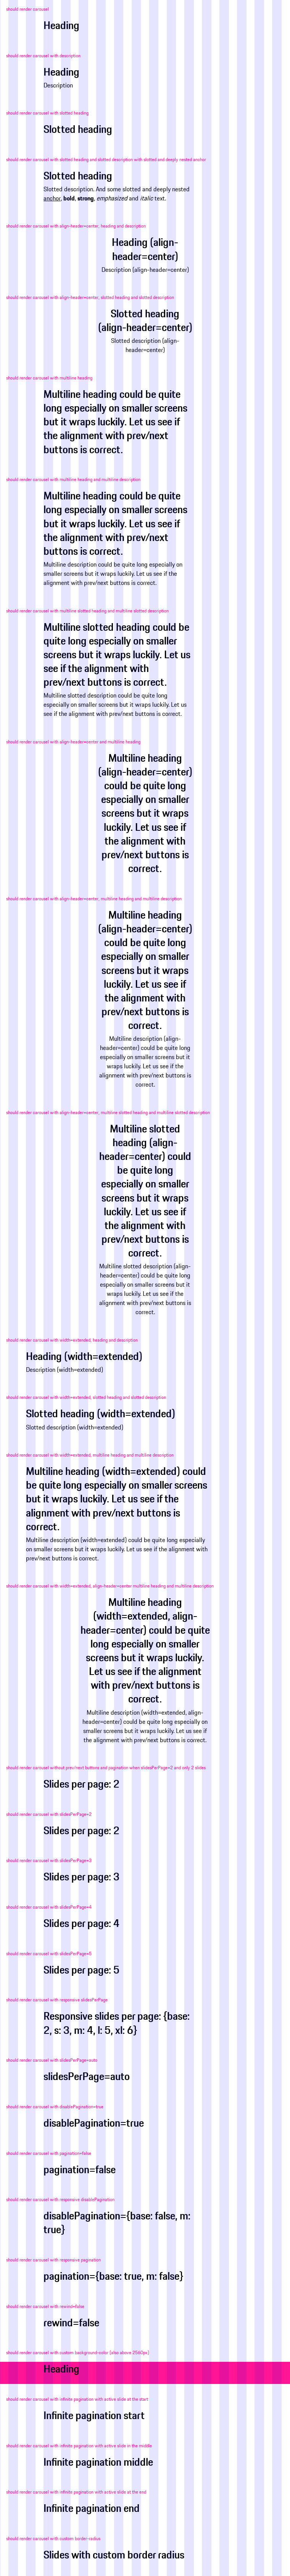 should render carousel
Heading
should render carousel with description
Heading
Description
should render carousel with slotted heading
Slotted heading
should render carousel with slotted heading and slotted description with slotted and deeply nested anchor
Slotted heading
Slotted description. And some slotted and deeply nested
anchor, bold, strong, emphasized and italic text.
should render carousel with align-header=center, heading and description
Heading (align-
header=center)
Description (align-header=center)
should render carousel with align-header=center, slotted heading and slotted description
Slotted heading
(align-header=center)
Slotted description (align-
header=center)
should render carousel with multiline heading
Multiline heading could be quite
long especially on smaller screens
but it wraps luckily. Let us see if
the alignment with prev/next
buttons is correct.
should render carousel with multiline heading and multiline description
Multiline heading could be quite
long especially on smaller screens
but it wraps luckily. Let us see if
the alignment with prev/next
buttons is correct.
Multiline description could be quite long especially on
smaller screens but it wraps luckily. Let us see if the
alignment with prev/next buttons is correct.
should render carousel with multiline slotted heading and multiline slotted description
Multiline slotted heading could be
quite long especially on smaller
screens but it wraps luckily. Let us
see if the alignment with
prev/next buttons is correct.
Multiline slotted description could be quite long
especially on smaller screens but it wraps luckily. Let us
see if the alignment with prev/next buttons is correct.
should render carousel with align-header=center and multiline heading
Multiline heading
(align-header=center)
could be quite long
especially on smaller
screens but it wraps
luckily. Let us see if
the alignment with
prev/next buttons is
correct.
should render carousel with align-header=center, multiline heading and multiline description
Multiline heading
(align-header=center)
could be quite long
especially on smaller
screens but it wraps
luckily. Let us see if
the alignment with
prev/next buttons is
correct.
Multiline description (align-
header=center) could be quite long
especially on smaller screens but it
wraps luckily. Let us see if the
alignment with prev/next buttons is
correct.
should render carousel with align-header=center, multiline slotted heading and multiline slotted description
Multiline slotted
heading (align-
header=center) could
be quite long
especially on smaller
screens but it wraps
luckily. Let us see if
the alignment with
prev/next buttons is
correct.
Multiline slotted description (align-
header=center) could be quite long
especially on smaller screens but it
wraps luckily. Let us see if the
alignment with prev/next buttons is
correct.
should render carousel with width=extended, heading and description
Heading (width=extended)
Description (width=extended)
should render carousel with width=extended, slotted heading and slotted description
Slotted heading (width=extended)
Slotted description (width=extended)
should render carousel with width=extended, multiline heading and multiline description
Multiline heading (width=extended) could
be quite long especially on smaller screens
but it wraps luckily. Let us see if the
alignment with prev/next buttons is
correct.
Multiline description (width=extended) could be quite long especially
on smaller screens but it wraps luckily. Let us see if the alignment with
prev/next buttons is correct.
should render carousel with width=extended, align-header=center multiline heading and multiline description
Multiline heading
(width=extended, align-
header=center) could be quite
long especially on smaller
screens but it wraps luckily.
Let us see if the alignment
with prev/next buttons is
correct.
Multiline description (width=extended, align-
header=center) could be quite long especially on
smaller screens but it wraps luckily. Let us see if
the alignment with prev/next buttons is correct.
should render carousel without prev/next buttons and pagination when slidesPerPage=2 and only 2 slides
Slides per page: 2
should render carousel with slidesPerPage=2
Slides per page: 2
should render carousel with slidesPerPage=3
Slides per page: 3
should render carousel with slidesPerPage=4
Slides per page: 4
should render carousel with slidesPerPage=5
Slides per page: 5
should render carousel with responsive slidesPerPage
Responsive slides per page: {base:
2, s: 3, m: 4, l: 5, xl: 6}
should render carousel with slidesPerPage=auto
slidesPerPage=auto
should render carousel with disablePagination=true
disablePagination=true
should render carousel with pagination=false
pagination=false
should render carousel with responsive disablePagination
disablePagination={base: false, m:
true}
should render carousel with responsive pagination
pagination={base: true, m: false}
should render carousel with rewind=false
rewind=false
should render carousel with custom background-color (also above 2560px)
Heading
should render carousel with infinite pagination with active slide at the start
Infinite pagination start
should render carousel with infinite pagination with active slide in the middle
Infinite pagination middle
should render carousel with infinite pagination with active slide at the end
Infinite pagination end
should render carousel with custom border-radius
Slides with custom border radius